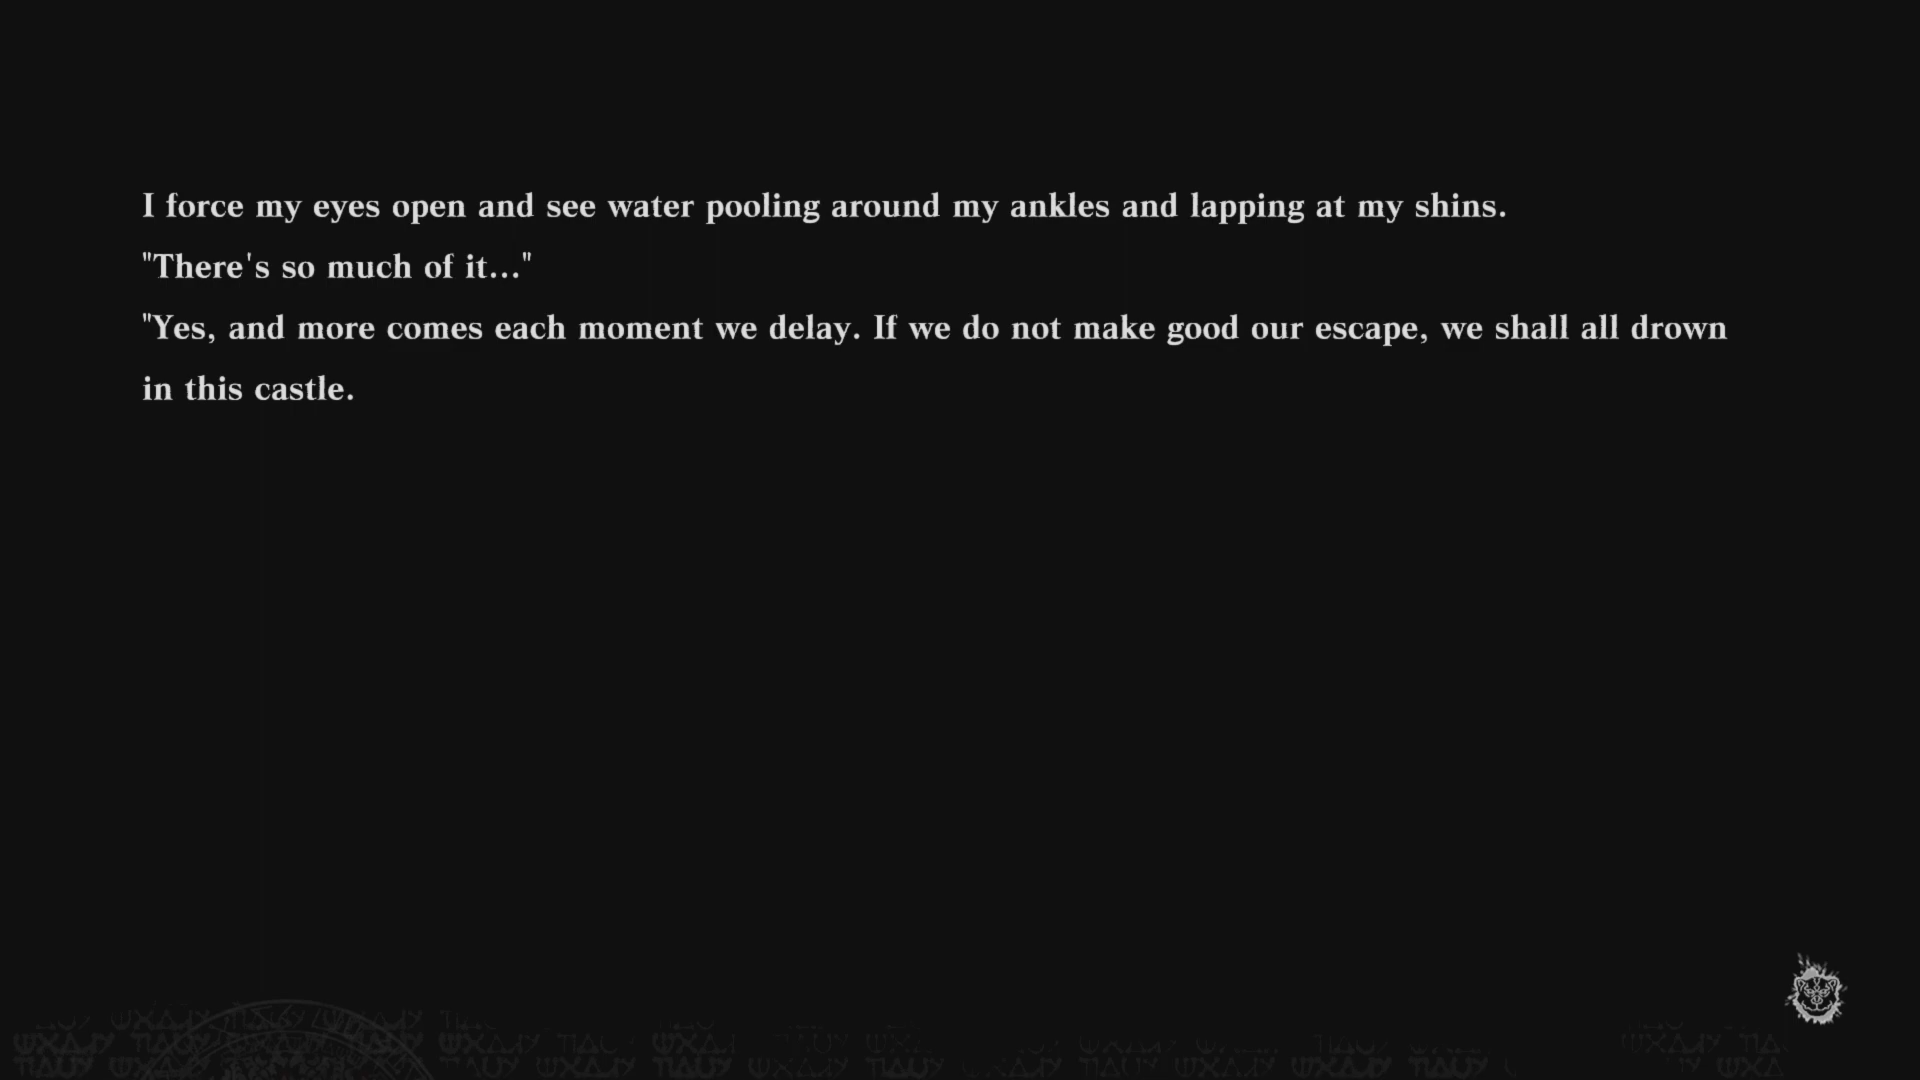 I force my eyes open and see water pooling around my ankles and lapping at my shins.
"There's so much of it..."
"Yes, and more comes each moment we delay. If we do not make good our escape, we shall all drown
in this castle.